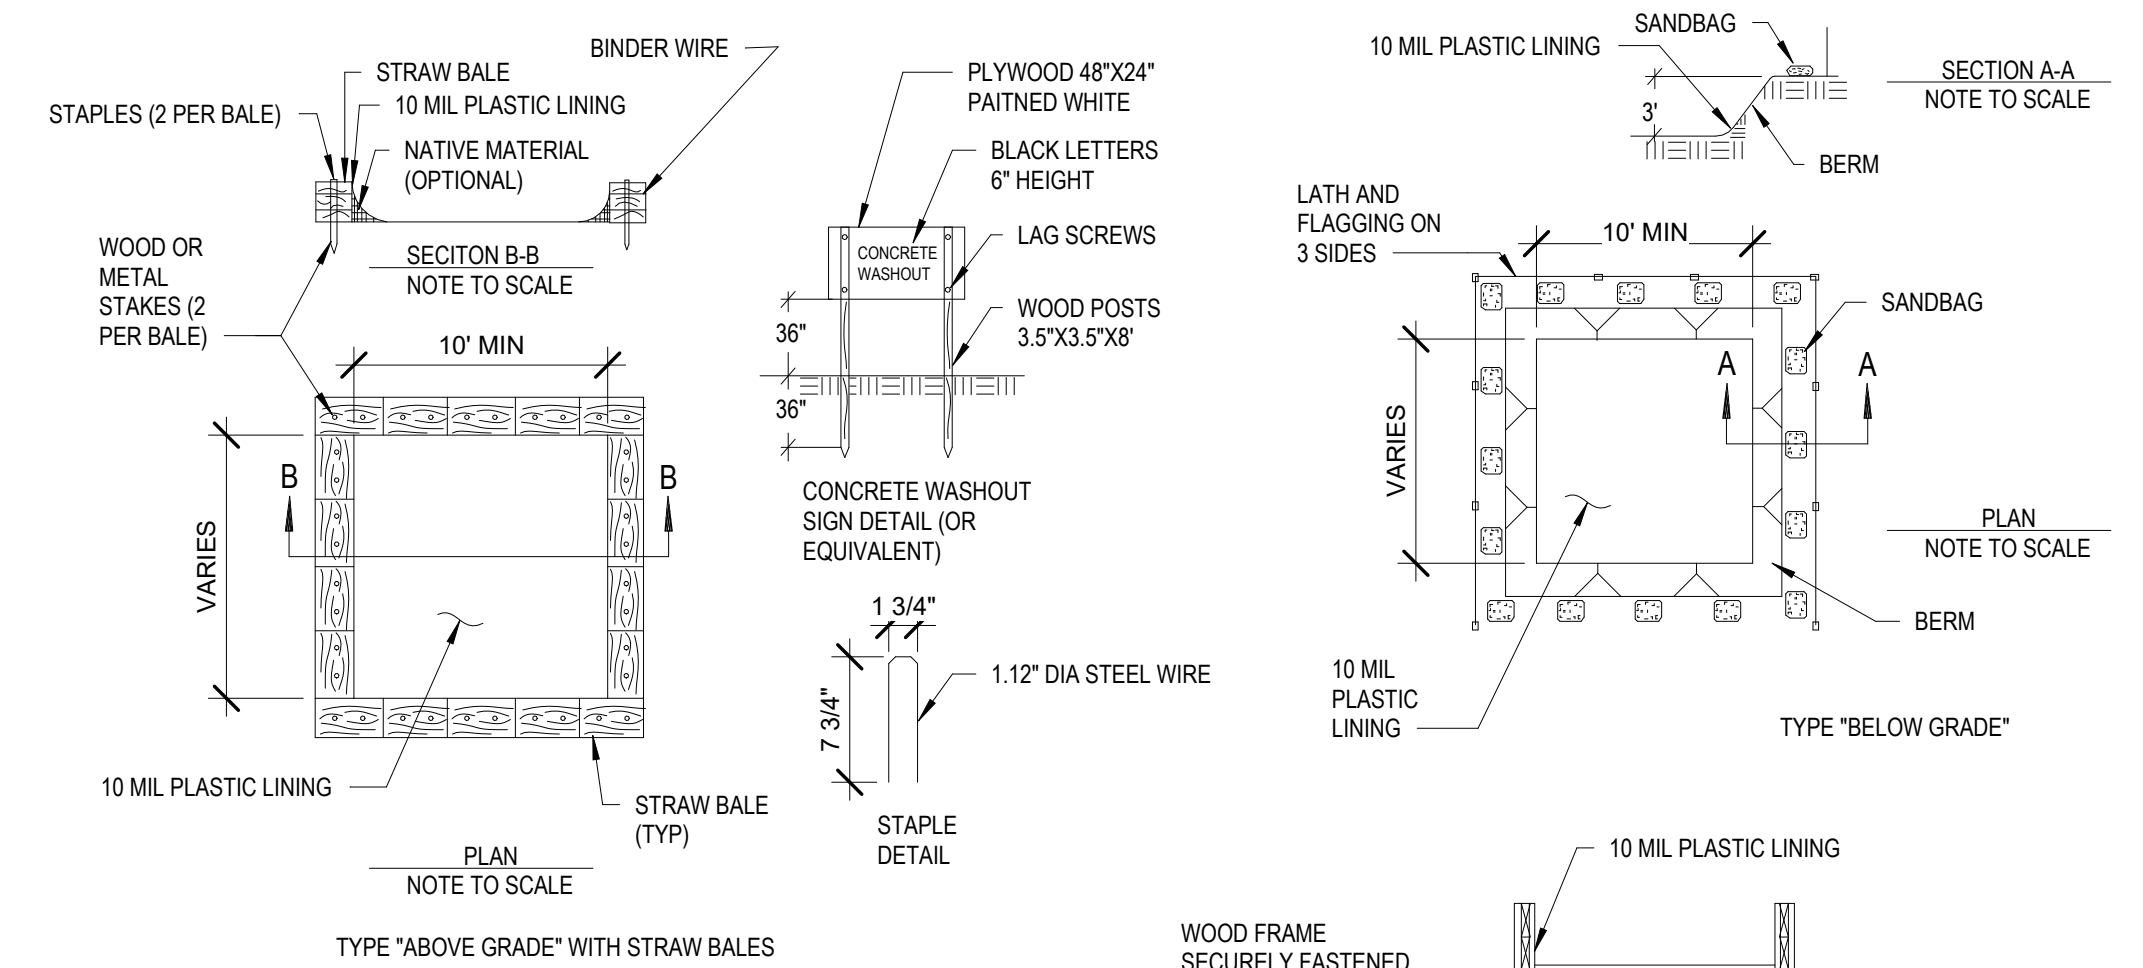 BINDER WIRE
STRAW BALE
10 MIL PLASTIC LINING
STAPLES (2 PER BALE)
NATIVE MATERIAL
(OPTIONAL)
WOOD OR
METAL
STAKES (2
PER BALE)
SECITON B-B
NOTE TO SCALE
10' MIN
B
B
VARIES
10 MIL PLASTIC LINING
STRAW BALE
(TYP)
PLAN
NOTE TO SCALE
TYPE "ABOVE GRADE" WITH STRAW BALES
PLYWOOD 48"X24"
PAITNED WHITE
BLACK LETTERS
6" HEIGHT
LAG SCREWS
CONCRETE
WASHOUT
WOOD POSTS
3.5"X3.5"X8'
36"
36"
CONCRETE WASHOUT
SIGN DETAIL (OR
EQUIVALENT)
1 3/4"
7 3/4"
1.12" DIA STEEL WIRE
STAPLE
DETAIL
SANDBAG
10 MIL PLASTIC LINING
3'
BERM
SECTION A-A
NOTE TO SCALE
LATH AND
FLAGGING ON
3 SIDES
10' MIN
SANDBAG
A
A
VARIES
PLAN
NOTE TO SCALE
BERM
10 MIL
PLASTIC
LINING
TYPE "BELOW GRADE"
10 MIL PLASTIC LINING
WOOD FRAME
SECURELY FASTENED